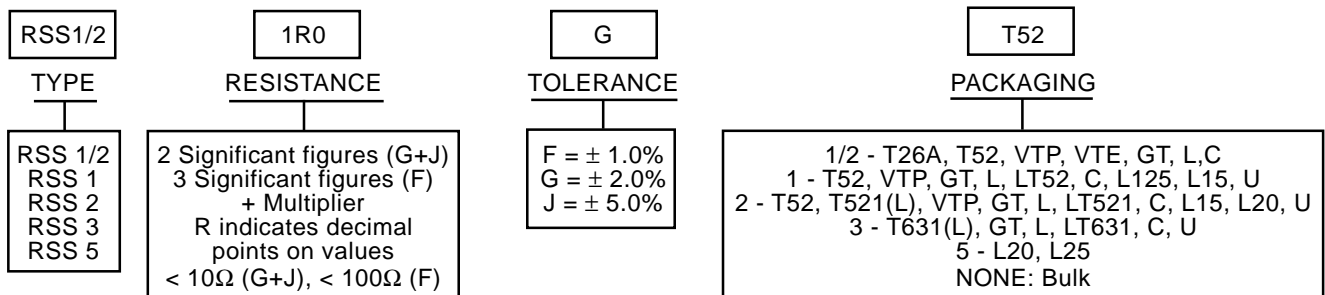 RSS1/2
1R0
G
T52
TYPE
RESISTANCE
TOLERANCE
PACKAGING
RSS 1/2
RSS 1
RSS 2
RSS 3
RSS 5
2 Significant figures (G+J)
3 Significant figures (F)
+ Multiplier
R indicates decimal
points on values
< 10Ω (G+J), < 100Ω (F)
F = ± 1.0%
G = ± 2.0%
J = ± 5.0%
1/2 - T26A, T52, VTP, VTE, GT, L,C
1 - T52, VTP, GT, L, LT52, C, L125, L15, U
2 - T52, T521(L), VTP, GT, L, LT521, C, L15, L20, U
3 - T631(L), GT, L, LT631, C, U
5 - L20, L25
NONE: Bulk